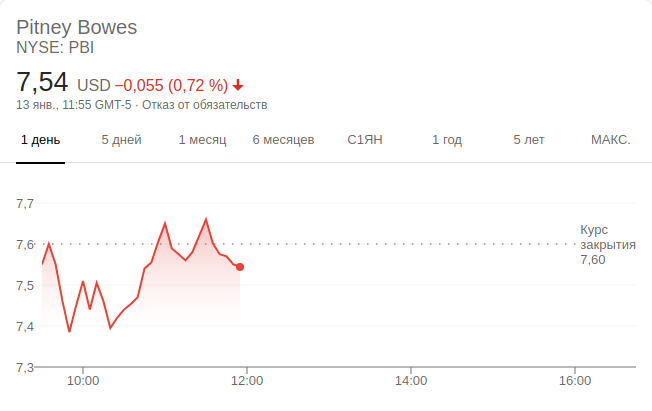 Pitney Bowes
NYSE: PBI
7,54 USD −0,055 (0,72 %)
13 янв., 11:55 GMT-5 · Отказ от обязательств
1 день 5 дней 1 месяц 6 месяцев С1ЯН 1 год 5 лет МАКС.
7,7
Курс
закрытия
7,60
7,6
7,5
7,4
7,3
10:00 12:00 14:00 16:00